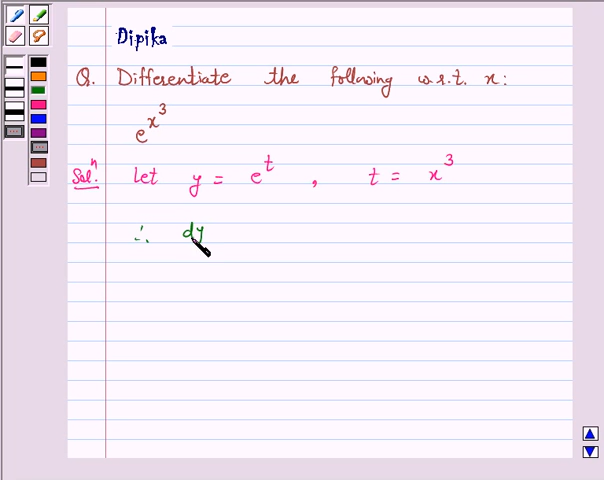 Dipika
Q. Differentiate the following w.r.t. x:
e^{x^3}
Sol.ⁿ Let y = e^t , t = x^3
∴ dy